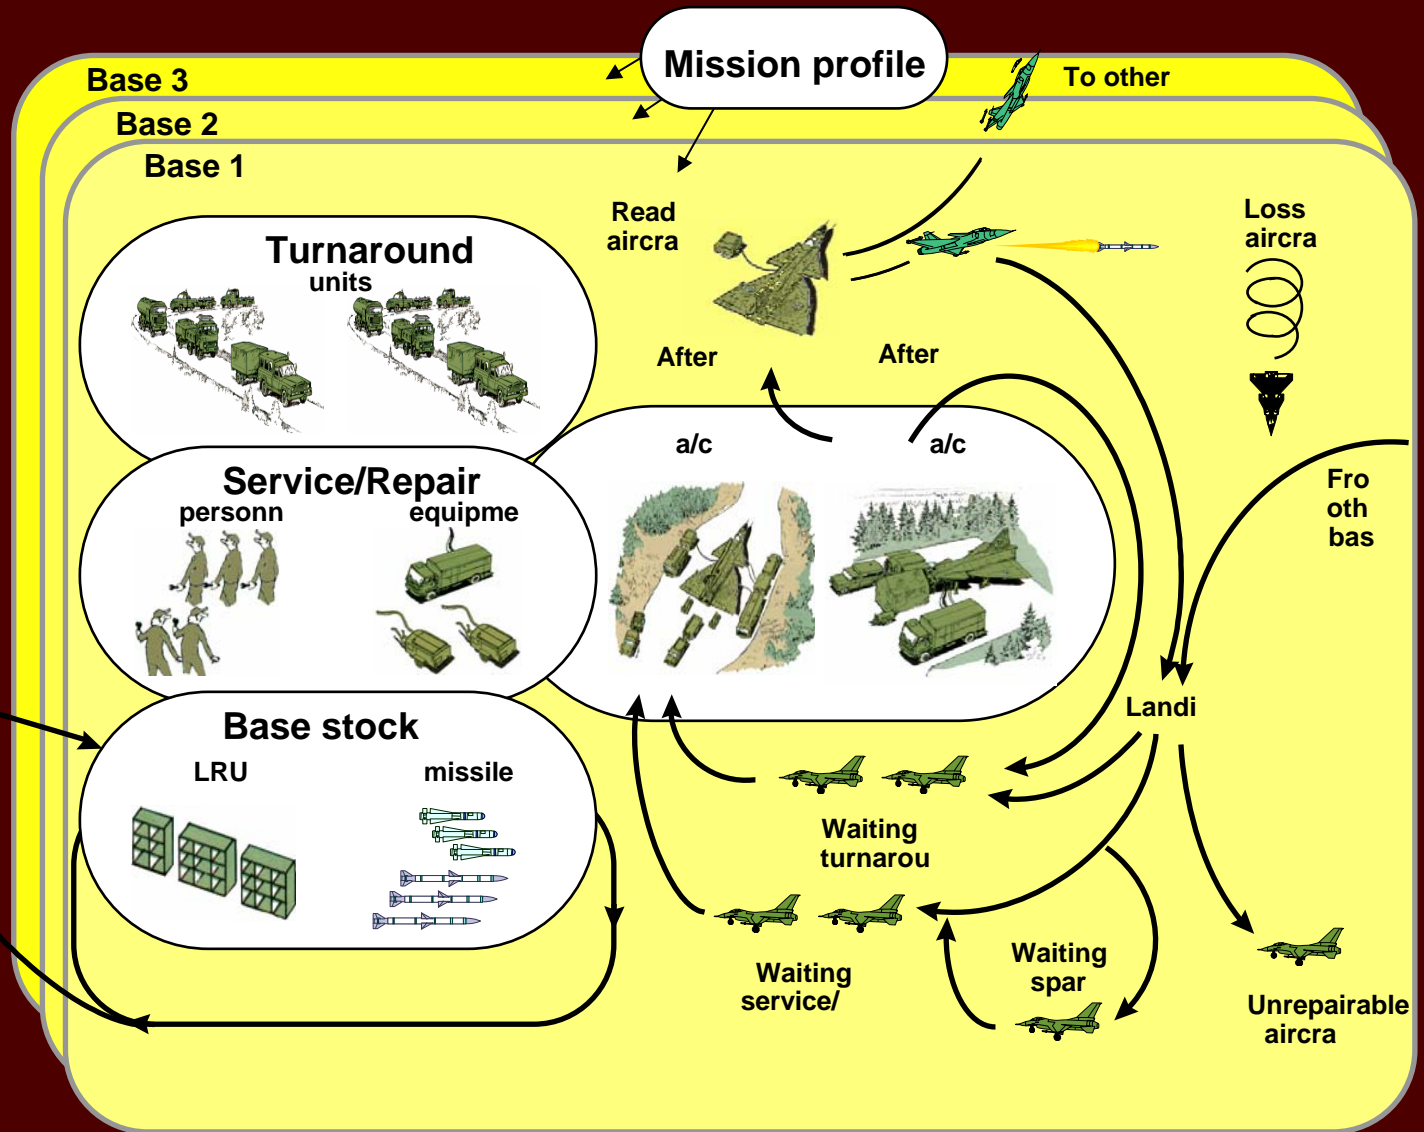 Mission profile
To other
Base 3
Base 2
Base 1
Read
aircra
Loss
aircra
Turnaround
units
After
After
a/c
a/c
Service/Repair
personn
equipme
Fro
oth
bas
Landi
Base stock
LRU
missile
Waiting
turnarou
Waiting
service/
Waiting
spar
Unrepairable
aircra